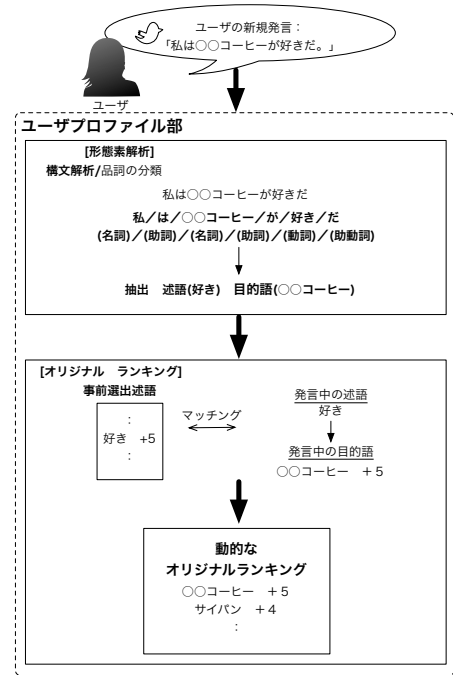 ユーザの新規発言：
「私は○○コーヒーが好きだ。」
ユーザ
ユーザプロファイル部
[形態素解析]
構文解析/品詞の分類
私は○○コーヒーが好きだ
私／は／○○コーヒー／が／好き／だ
(名詞)／(助詞)／(名詞)／(助詞)／(動詞)／(助動詞)
抽出　述語(好き)　目的語(○○コーヒー)
[オリジナル　ランキング]
事前選出述語
：
好き　+5
：
マッチング
発言中の述語
好き
発言中の目的語
○○コーヒー　＋５
動的な
オリジナルランキング
○○コーヒー　＋５
サイパン　＋４
：